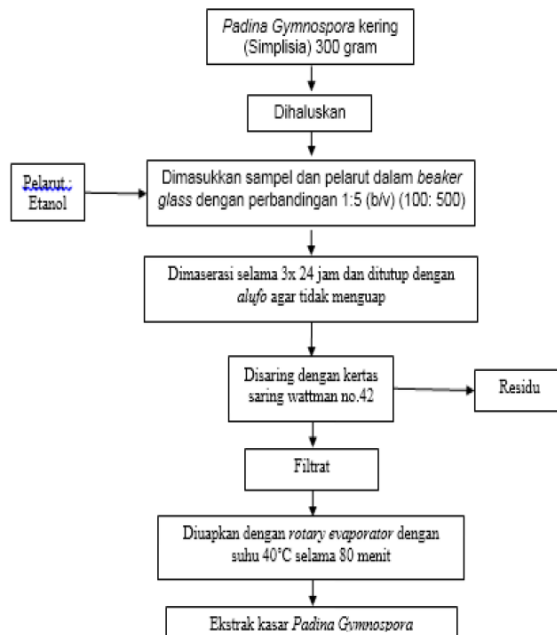 Padina Gymnospora kering
(Simplisia) 300 gram
Dihaluskan
Pelarut :
Etanol
Dimasukkan sampel dan pelarut dalam beaker
glass dengan perbandingan 1:5 (b/v) (100: 500)
Dimaserasi selama 3x 24 jam dan ditutup dengan
alufo agar tidak menguap
Disaring dengan kertas
saring wattman no.42
Residu
Filtrat
Diuapkan dengan rotary evaporator dengan
suhu 40°C selama 80 menit
Ekstrak kasar Padina Gymnospora